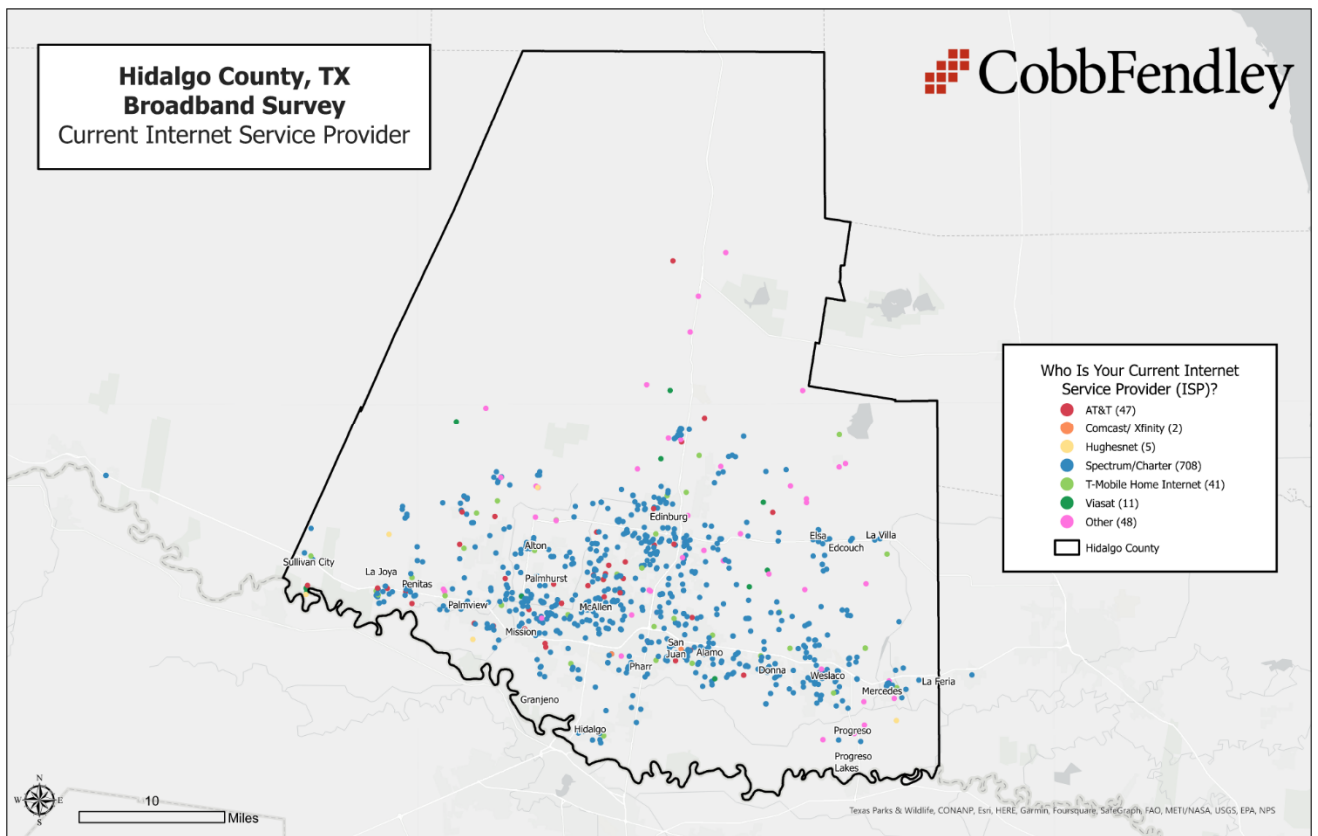 Hidalgo County, TX
Broadband Survey
Current Internet Service Provider
CobbFendley
Who Is Your Current Internet
Service Provider (ISP)?
AT&T (47)
Comcast/ Xfinity (2)
Hughesnet (5)
Spectrum/Charter (708)
T-Mobile Home Internet (41)
Viasat (11)
Other (48)
Hidalgo County
Edinburg
Elsa
La Villa
Edcouch
Alton
Sullivan City
La Joya
Penitas
Palmhurst
Palmview
McAllen
Mission
San
Juan
Alamo
Pharr
Donna
Weslaco
La Feria
Mercedes
Granjeno
Hidalgo
Progreso
Progreso
Lakes
N
W
E
S
10
Miles
Texas Parks & Wildlife, CONANP, Esri, HERE, Garmin, Foursquare, SafeGraph, FAO, METI/NASA, USGS, EPA, NPS